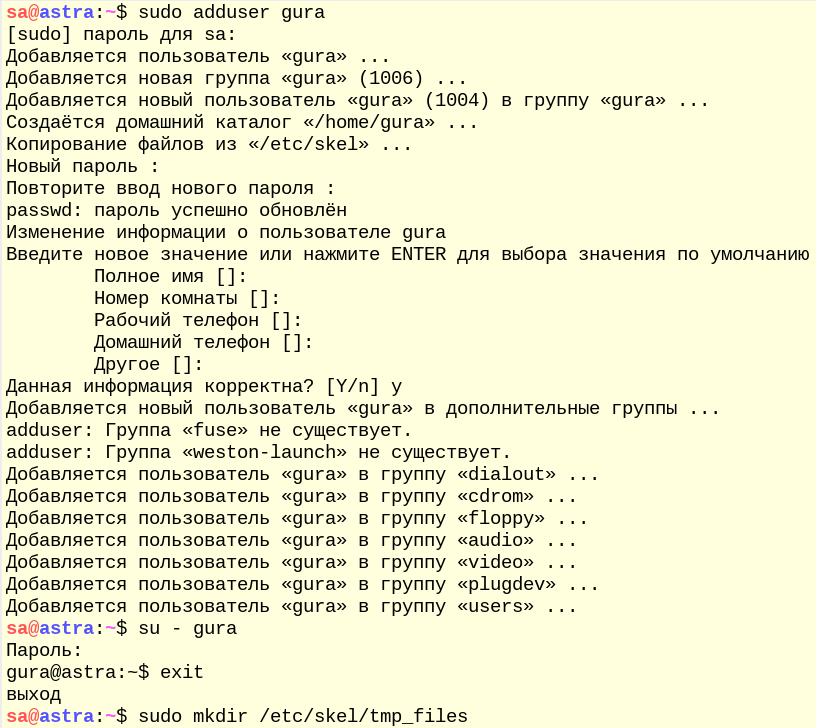 sa@astra:~$ sudo adduser gura
[sudo] пароль для sa:
Добавляется пользователь «gura» ...
Добавляется новая группа «gura» (1006) ...
Добавляется новый пользователь «gura» (1004) в группу «gura» ...
Создаётся домашний каталог «/home/gura» ...
Копирование файлов из «/etc/skel» ...
Новый пароль :
Повторите ввод нового пароля :
passwd: пароль успешно обновлён
Изменение информации о пользователе gura
Введите новое значение или нажмите ENTER для выбора значения по умолчанию
        Полное имя []:
        Номер комнаты []:
        Рабочий телефон []:
        Домашний телефон []:
        Другое []:
Данная информация корректна? [Y/n] y
Добавляется новый пользователь «gura» в дополнительные группы ...
adduser: Группа «fuse» не существует.
adduser: Группа «weston-launch» не существует.
Добавляется пользователь «gura» в группу «dialout» ...
Добавляется пользователь «gura» в группу «cdrom» ...
Добавляется пользователь «gura» в группу «floppy» ...
Добавляется пользователь «gura» в группу «audio» ...
Добавляется пользователь «gura» в группу «video» ...
Добавляется пользователь «gura» в группу «plugdev» ...
Добавляется пользователь «gura» в группу «users» ...
sa@astra:~$ su - gura
Пароль:
gura@astra:~$ exit
выход
sa@astra:~$ sudo mkdir /etc/skel/tmp_files